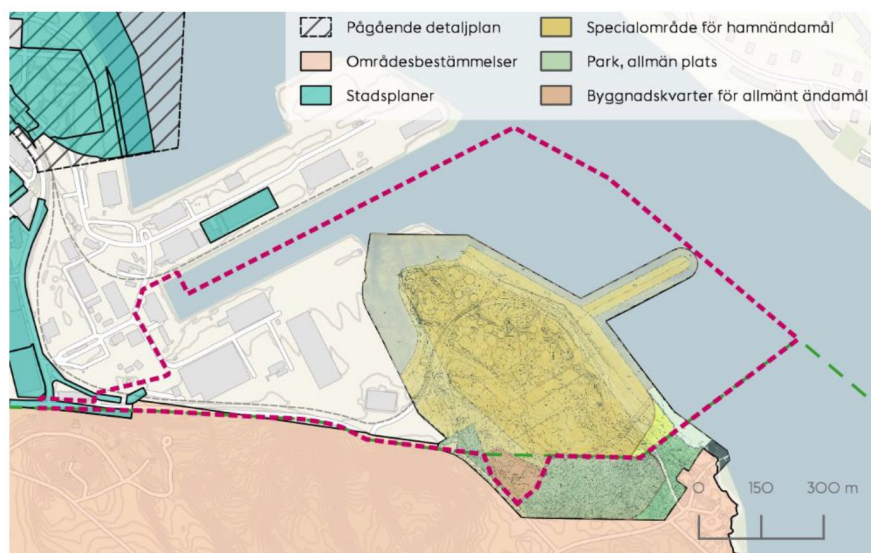 Pågående detaljplan
Områdesbestämmelser
Stadsplaner
Specialområde för hamnändamål
Park, allmän plats
Byggnadskvarter för allmänt ändamål
0 150 300 m